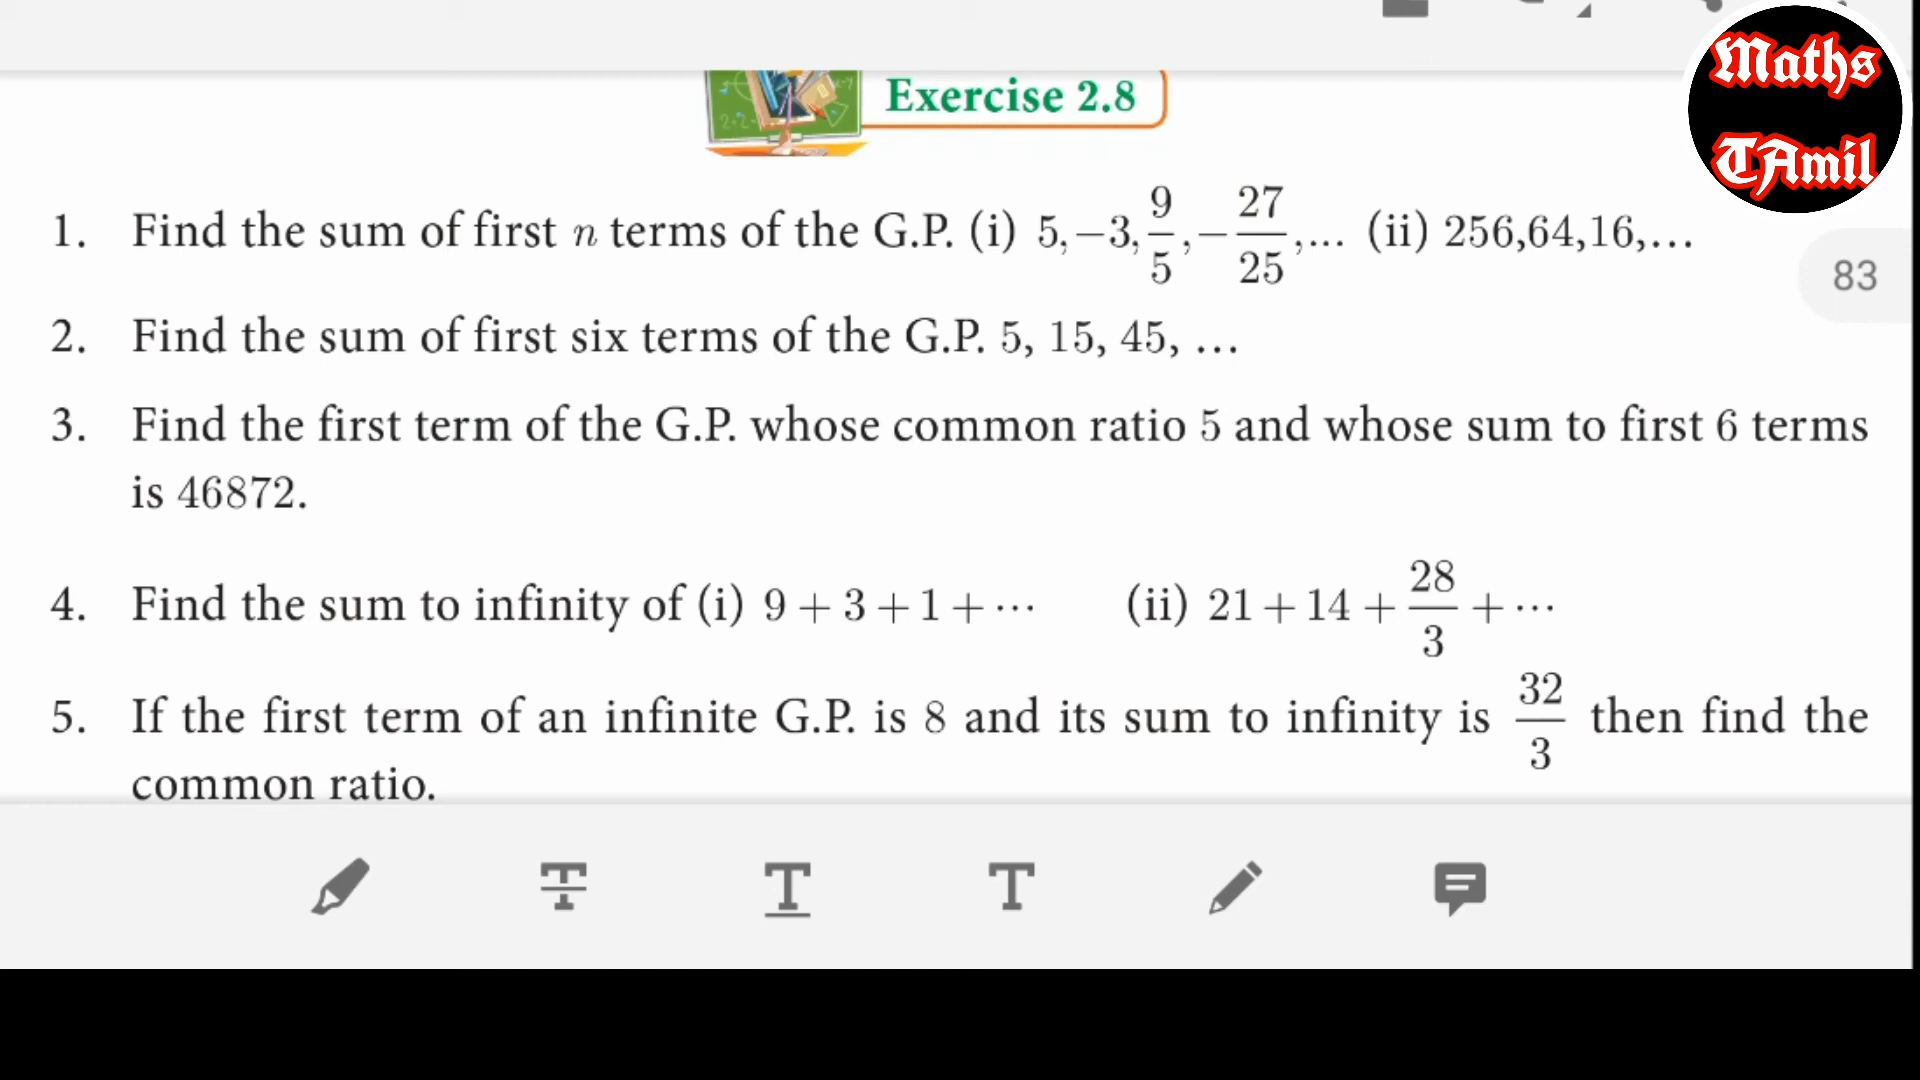 Maths
TAmil
Exercise 2.8
83
1. Find the sum of first n terms of the G.P. (i) 5, −3, 9/5, −27/25, ... (ii) 256,64,16,…
2. Find the sum of first six terms of the G.P. 5, 15, 45, …
3. Find the first term of the G.P. whose common ratio 5 and whose sum to first 6 terms
is 46872.
4. Find the sum to infinity of (i) 9 + 3 + 1 + ⋯ (ii) 21 + 14 + 28/3 + ⋯
5. If the first term of an infinite G.P. is 8 and its sum to infinity is 32/3 then find the
common ratio.
T T T